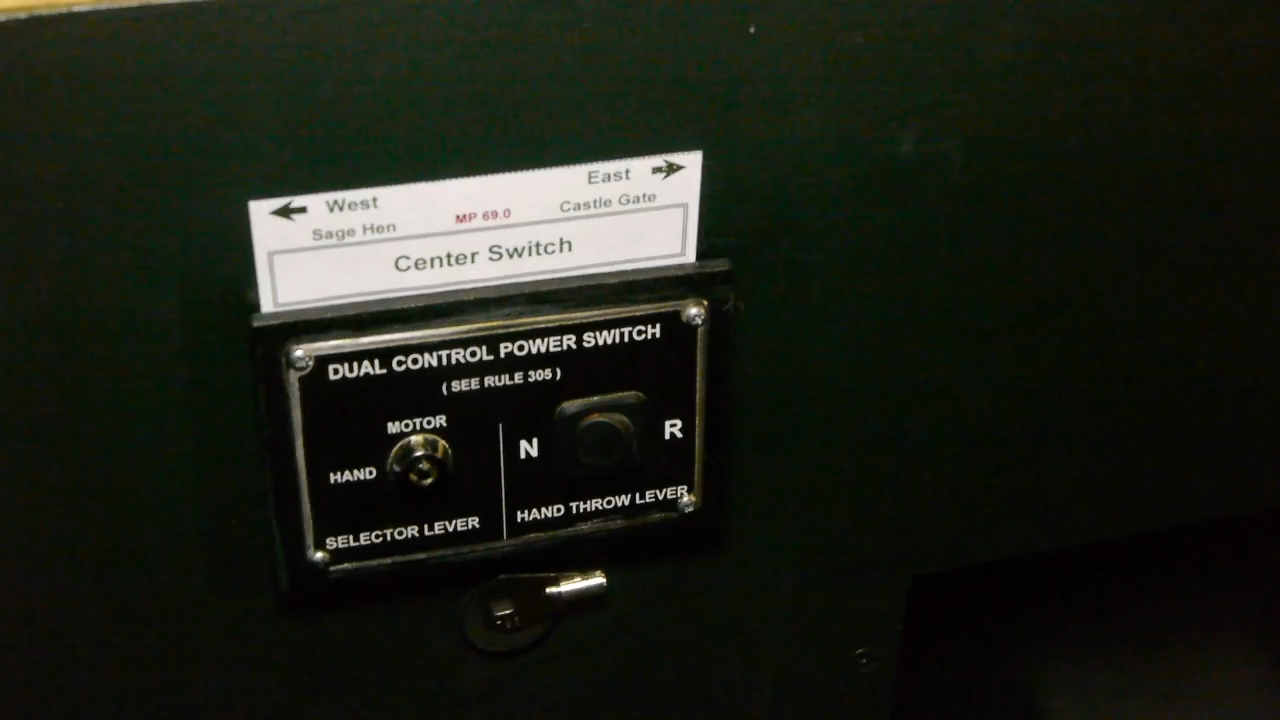 West
East
Sage Hen
MP 69.0
Castle Gate
Center Switch
DUAL CONTROL POWER SWITCH
( SEE RULE 305 )
MOTOR
HAND
N
R
SELECTOR LEVER
HAND THROW LEVER